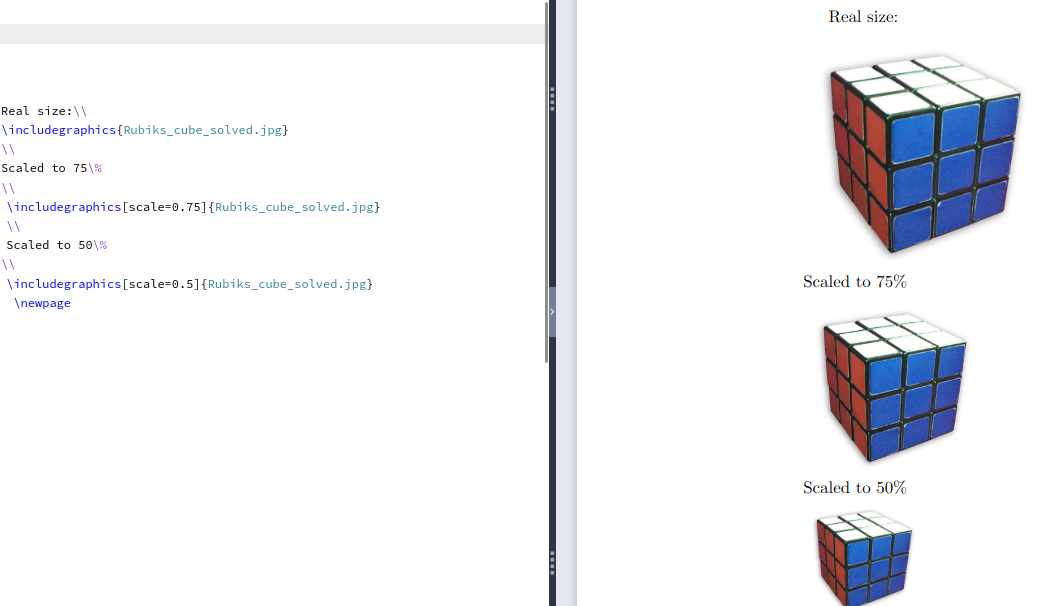 Real size:\\
\includegraphics{Rubiks_cube_solved.jpg}
\\
Scaled to 75\%
\\
\includegraphics[scale=0.75]{Rubiks_cube_solved.jpg}
\\
Scaled to 50\%
\\
\includegraphics[scale=0.5]{Rubiks_cube_solved.jpg}
\newpage
Real size:
Scaled to 75%
Scaled to 50%